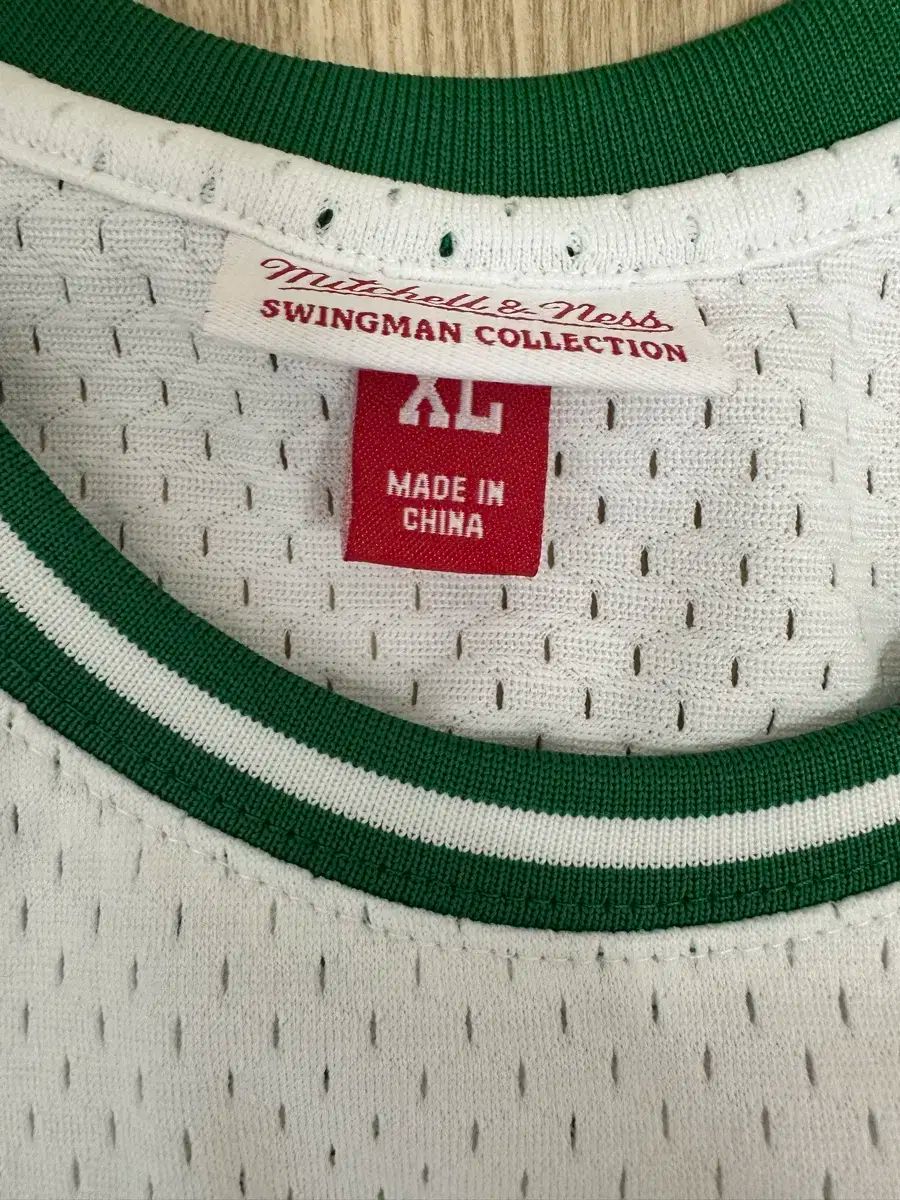 Mitchell & Ness
SWINGMAN COLLECTION
XL
MADE IN
CHINA